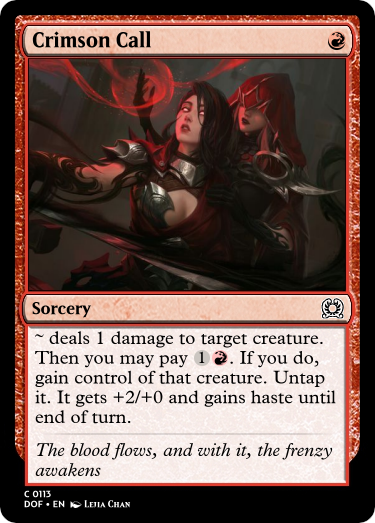 Crimson Call
Sorcery
~ deals 1 damage to target creature.
Then you may pay 1 . If you do,
gain control of that creature. Untap
it. It gets +2/+0 and gains haste until
end of turn.
The blood flows, and with it, the frenzy
awakens
C 0113
DOF • EN Lejia Chan